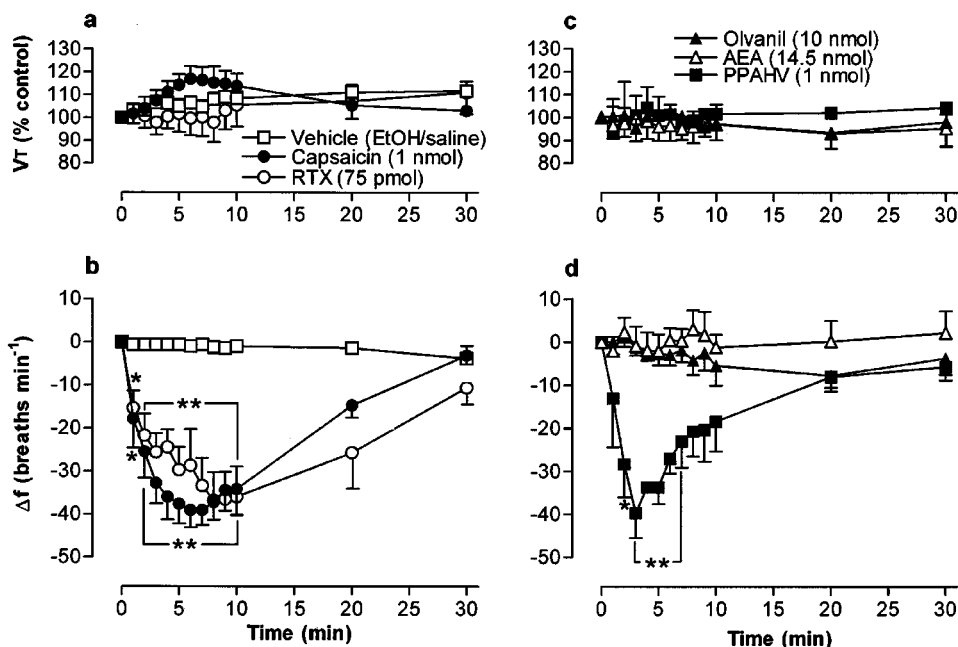 a
VT (% control)
130
120
110
100
90
80
Vehicle (EtOH/saline)
Capsaicin (1 nmol)
RTX (75 pmol)
0 5 10 15 20 25 30
c
130
120
110
100
90
80
Olvanil (10 nmol)
AEA (14.5 nmol)
PPAHV (1 nmol)
0 5 10 15 20 25 30
b
Δf (breaths min⁻¹)
10
0
-10
-20
-30
-40
-50
*
**
*
**
0 5 10 15 20 25 30
Time (min)
d
10
0
-10
-20
-30
-40
-50
*
**
0 5 10 15 20 25 30
Time (min)